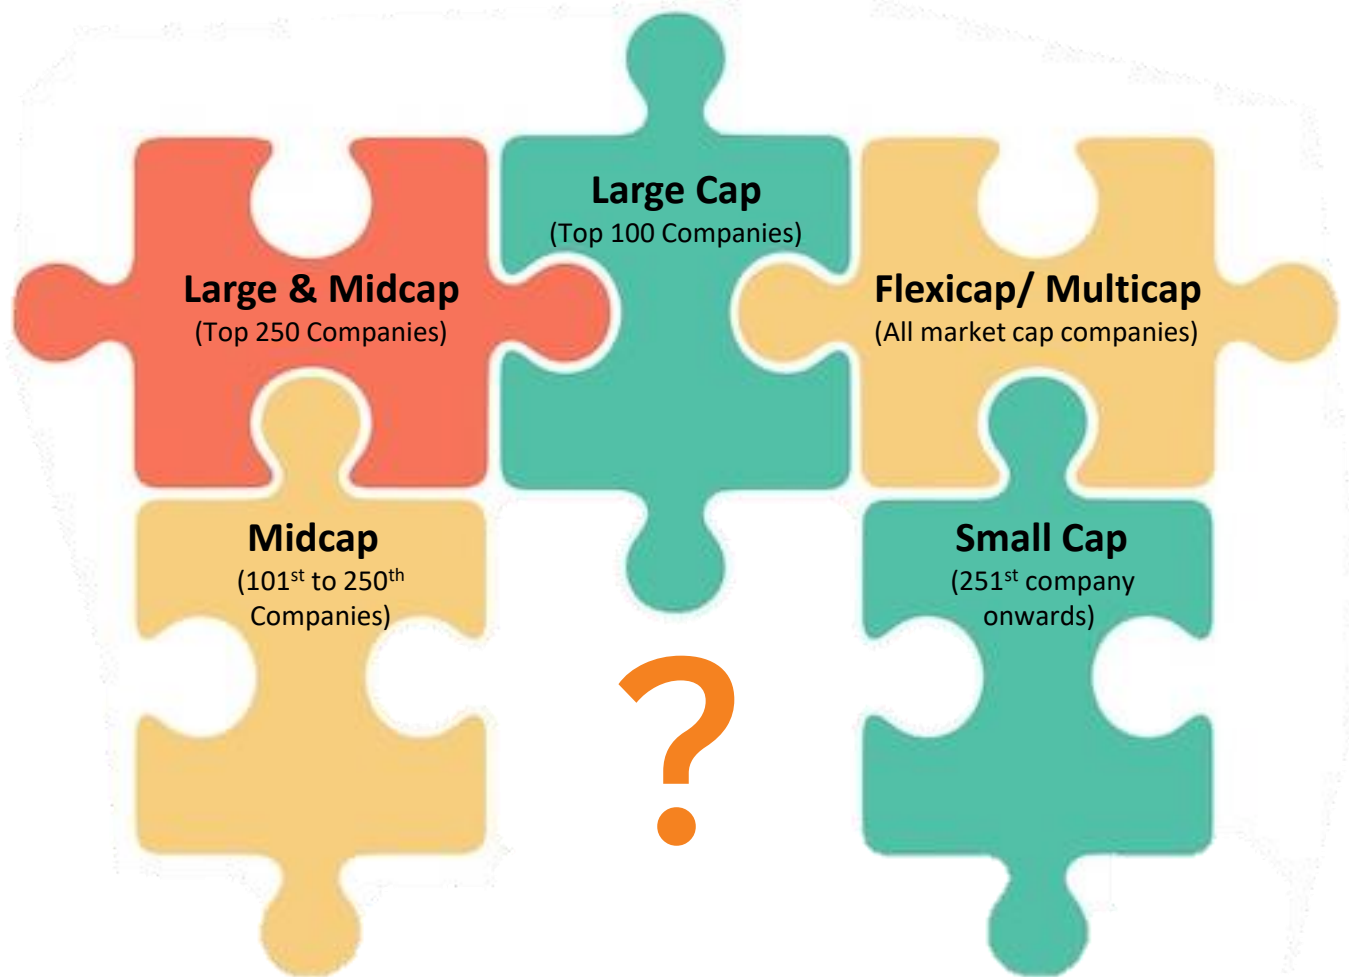 Large Cap
(Top 100 Companies)
Large & Midcap
(Top 250 Companies)
Flexicap/ Multicap
(All market cap companies)
Midcap
(101st to 250th
Companies)
Small Cap
(251st company
onwards)
?